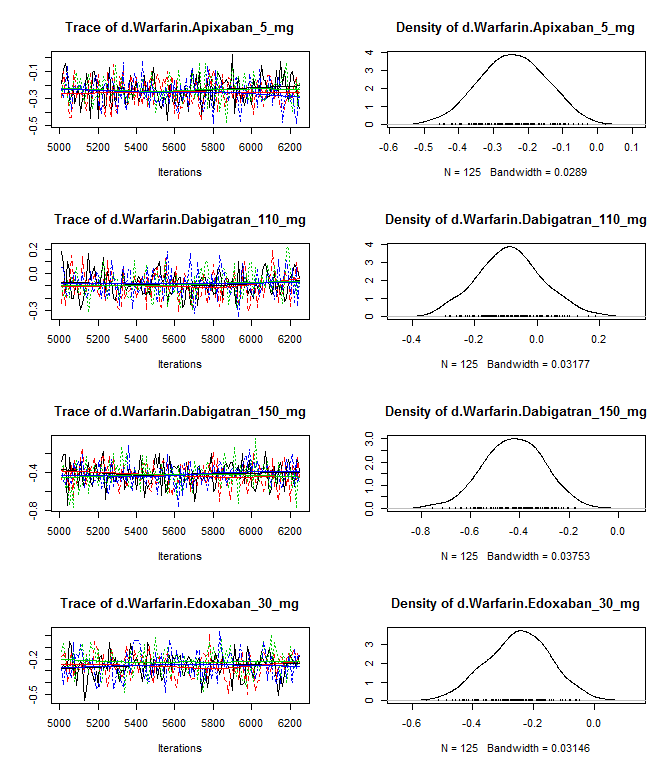 Trace of d.Warfarin.Apixaban_5_mg
-0.1
-0.3
-0.5
5000 5200 5400 5600 5800 6000 6200
Iterations
Density of d.Warfarin.Apixaban_5_mg
4
3
2
1
0
-0.6 -0.5 -0.4 -0.3 -0.2 -0.1 0.0 0.1
N = 125 Bandwidth = 0.0289
Trace of d.Warfarin.Dabigatran_110_mg
0.2
0.0
-0.3
5000 5200 5400 5600 5800 6000 6200
Iterations
Density of d.Warfarin.Dabigatran_110_mg
4
3
2
1
0
-0.4 -0.2 0.0 0.2
N = 125 Bandwidth = 0.03177
Trace of d.Warfarin.Dabigatran_150_mg
-0.4
-0.8
5000 5200 5400 5600 5800 6000 6200
Iterations
Density of d.Warfarin.Dabigatran_150_mg
3.0
2.0
1.0
0.0
-0.8 -0.6 -0.4 -0.2 0.0
N = 125 Bandwidth = 0.03753
Trace of d.Warfarin.Edoxaban_30_mg
-0.2
-0.5
5000 5200 5400 5600 5800 6000 6200
Iterations
Density of d.Warfarin.Edoxaban_30_mg
3
2
1
0
-0.6 -0.4 -0.2 0.0
N = 125 Bandwidth = 0.03146